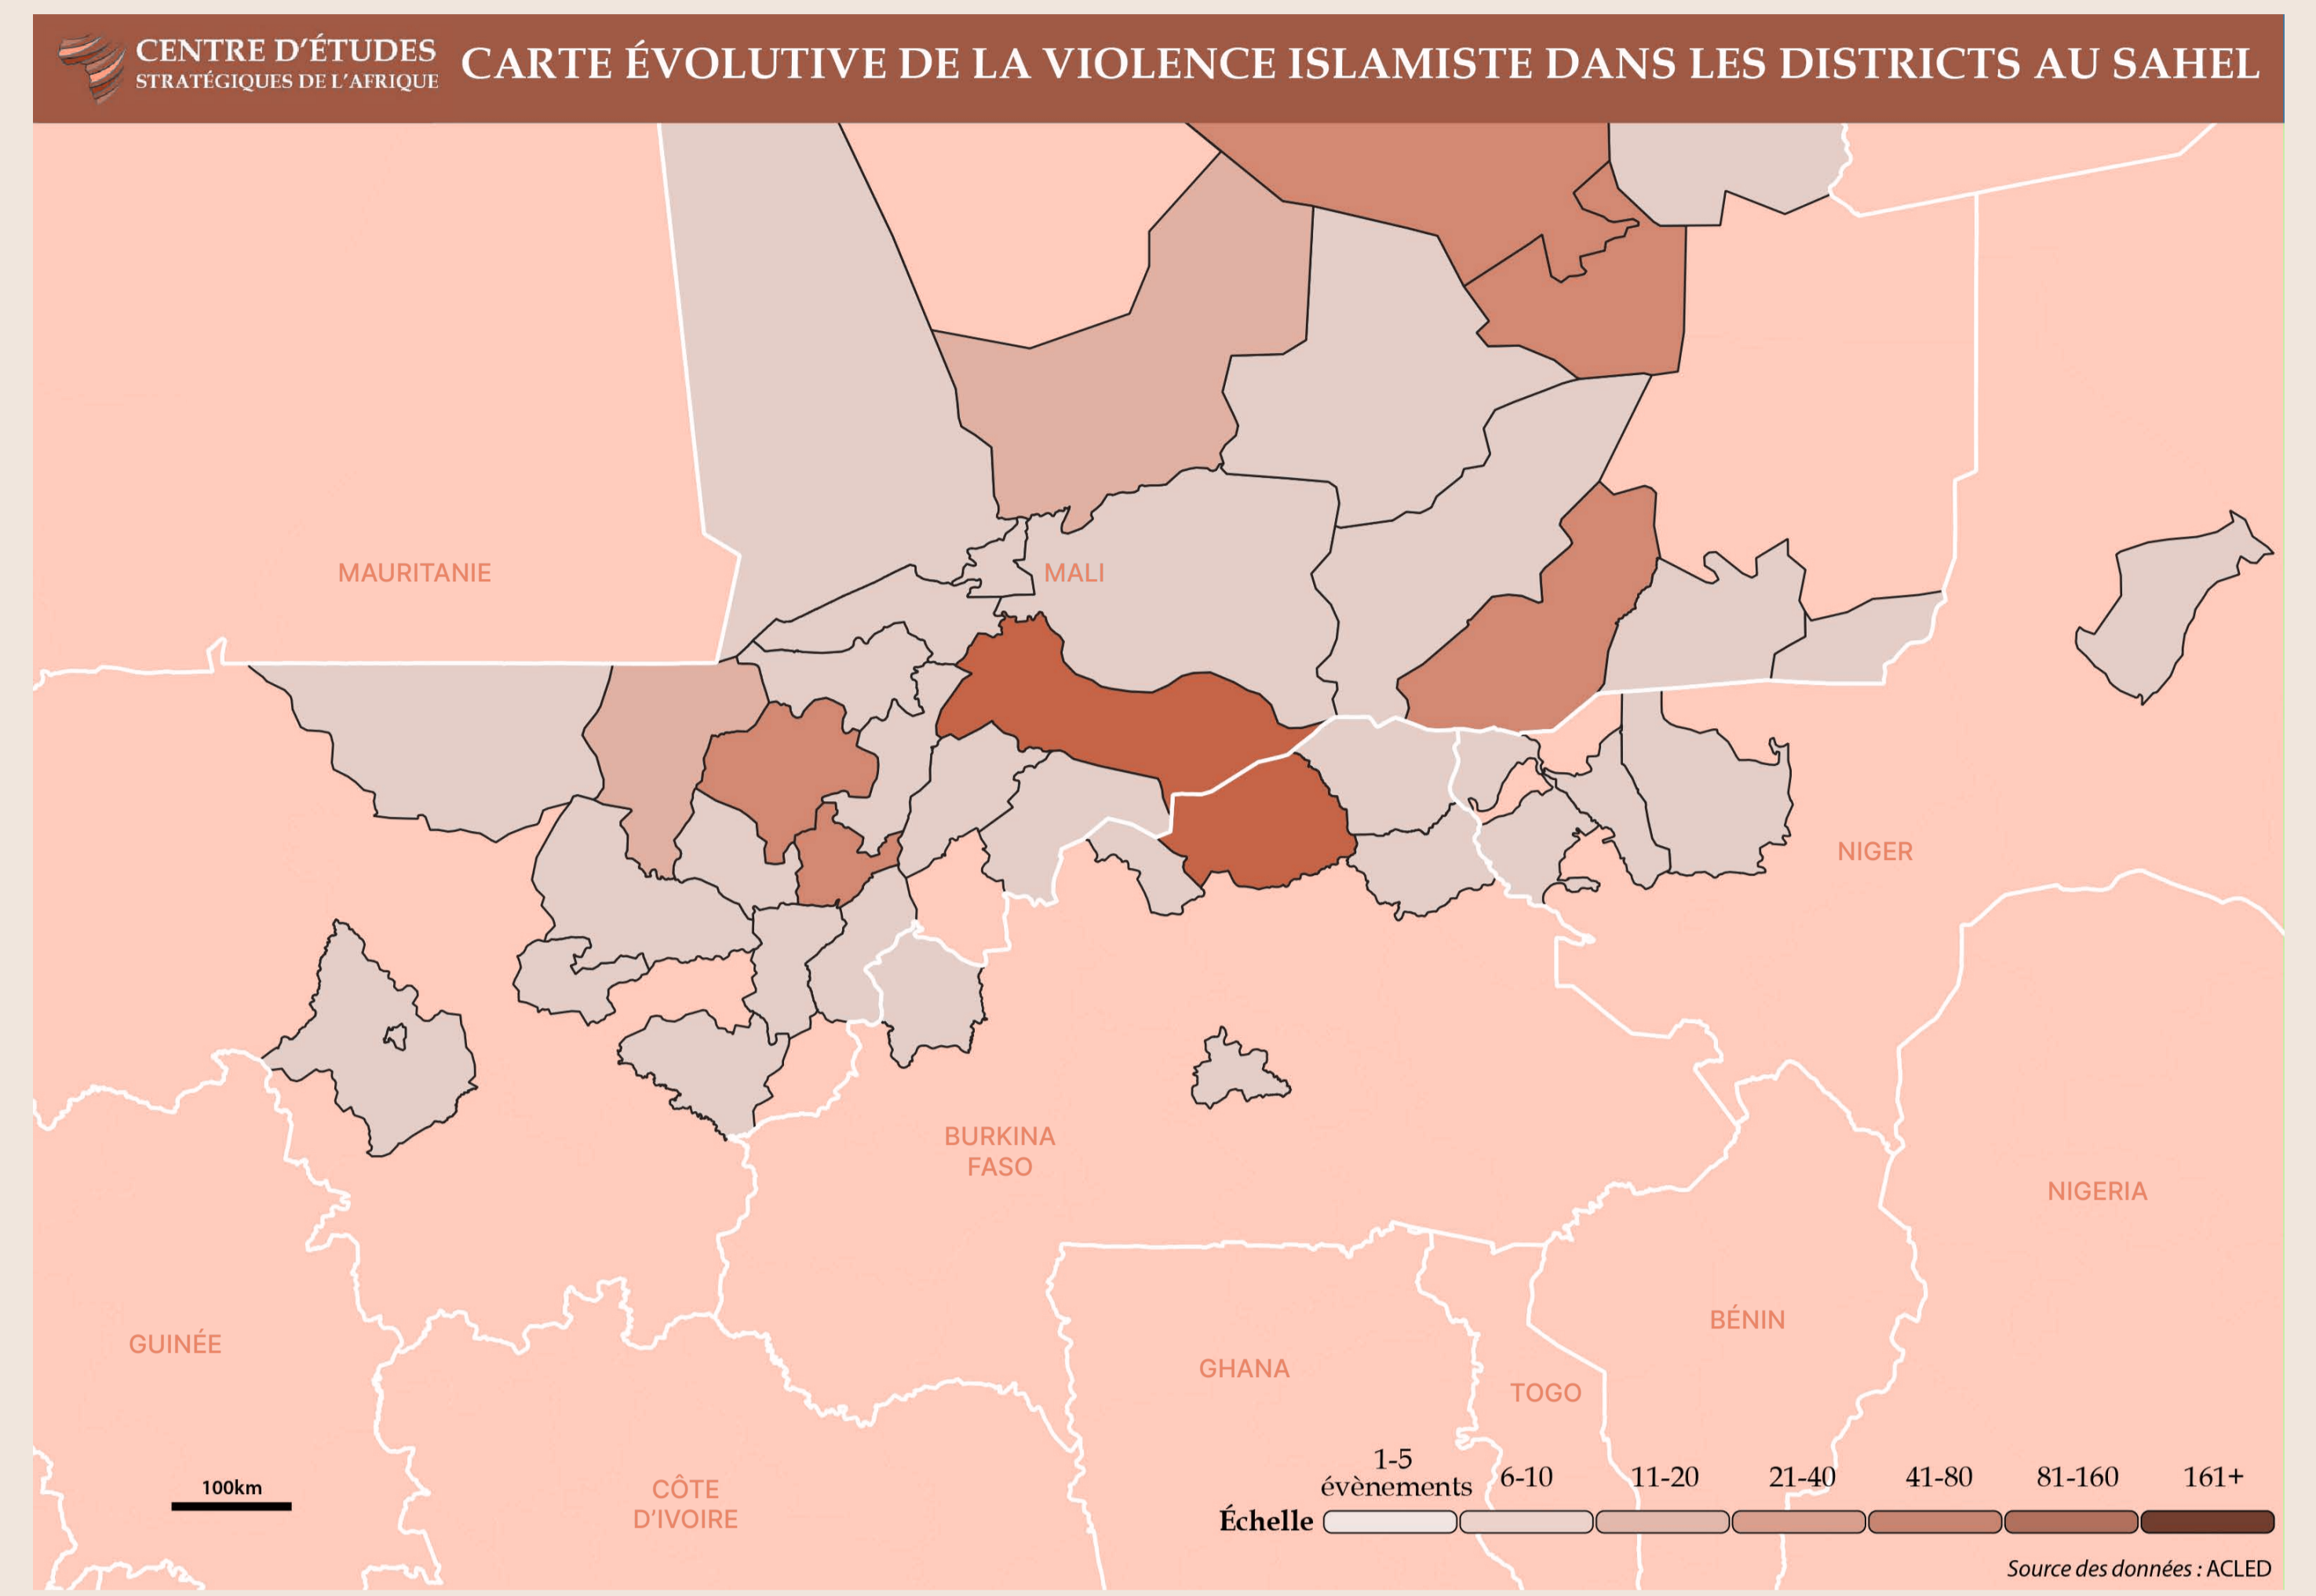 CENTRE D'ÉTUDES
STRATÉGIQUES DE L'AFRIQUE
CARTE ÉVOLUTIVE DE LA VIOLENCE ISLAMISTE DANS LES DISTRICTS AU SAHEL
MAURITANIE
MALI
NIGER
BURKINA
FASO
NIGERIA
BÉNIN
GUINÉE
GHANA
TOGO
CÔTE
D'IVOIRE
100km
1-5
évènements
6-10
11-20
21-40
41-80
81-160
161+
Échelle
Source des données : ACLED